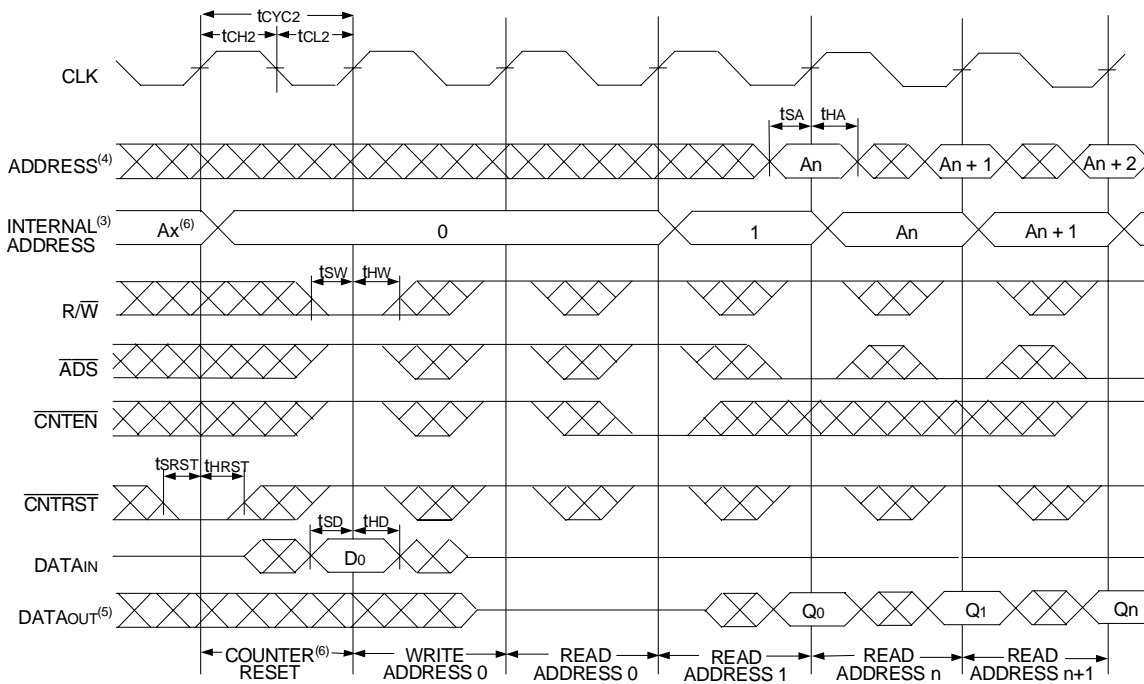 tCYC2
tCH2 tCL2
CLK
tSA tHA
ADDRESS(4) An An + 1 An + 2
INTERNAL(3)
ADDRESS Ax(6) 0 1 An An + 1
tSW tHW
R/W
ADS
CNTEN
tSRST tHRST
CNTRST
tSD tHD
DATAIN D0
DATAOUT(5) Q0 Q1 Qn
COUNTER(6)
RESET
WRITE
ADDRESS 0
READ
ADDRESS 0
READ
ADDRESS 1
READ
ADDRESS n
READ
ADDRESS n+1